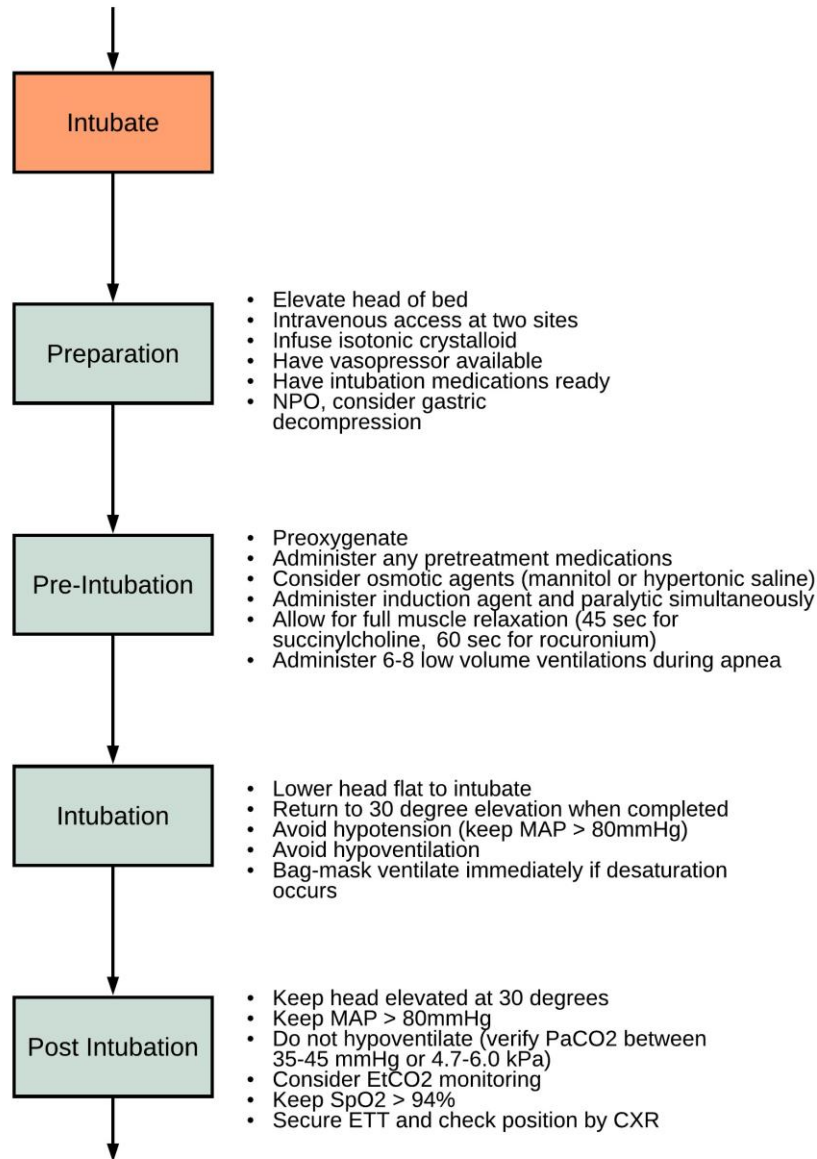 Intubate
Preparation
• Elevate head of bed
• Intravenous access at two sites
• Infuse isotonic crystalloid
• Have vasopressor available
• Have intubation medications ready
• NPO, consider gastric
decompression
Pre-Intubation
• Preoxygenate
• Administer any pretreatment medications
• Consider osmotic agents (mannitol or hypertonic saline)
• Administer induction agent and paralytic simultaneously
• Allow for full muscle relaxation (45 sec for
succinylcholine, 60 sec for rocuronium)
• Administer 6-8 low volume ventilations during apnea
Intubation
• Lower head flat to intubate
• Return to 30 degree elevation when completed
• Avoid hypotension (keep MAP > 80mmHg)
• Avoid hypoventilation
• Bag-mask ventilate immediately if desaturation
occurs
Post Intubation
• Keep head elevated at 30 degrees
• Keep MAP > 80mmHg
• Do not hypoventilate (verify PaCO2 between
35-45 mmHg or 4.7-6.0 kPa)
• Consider EtCO2 monitoring
• Keep SpO2 > 94%
• Secure ETT and check position by CXR